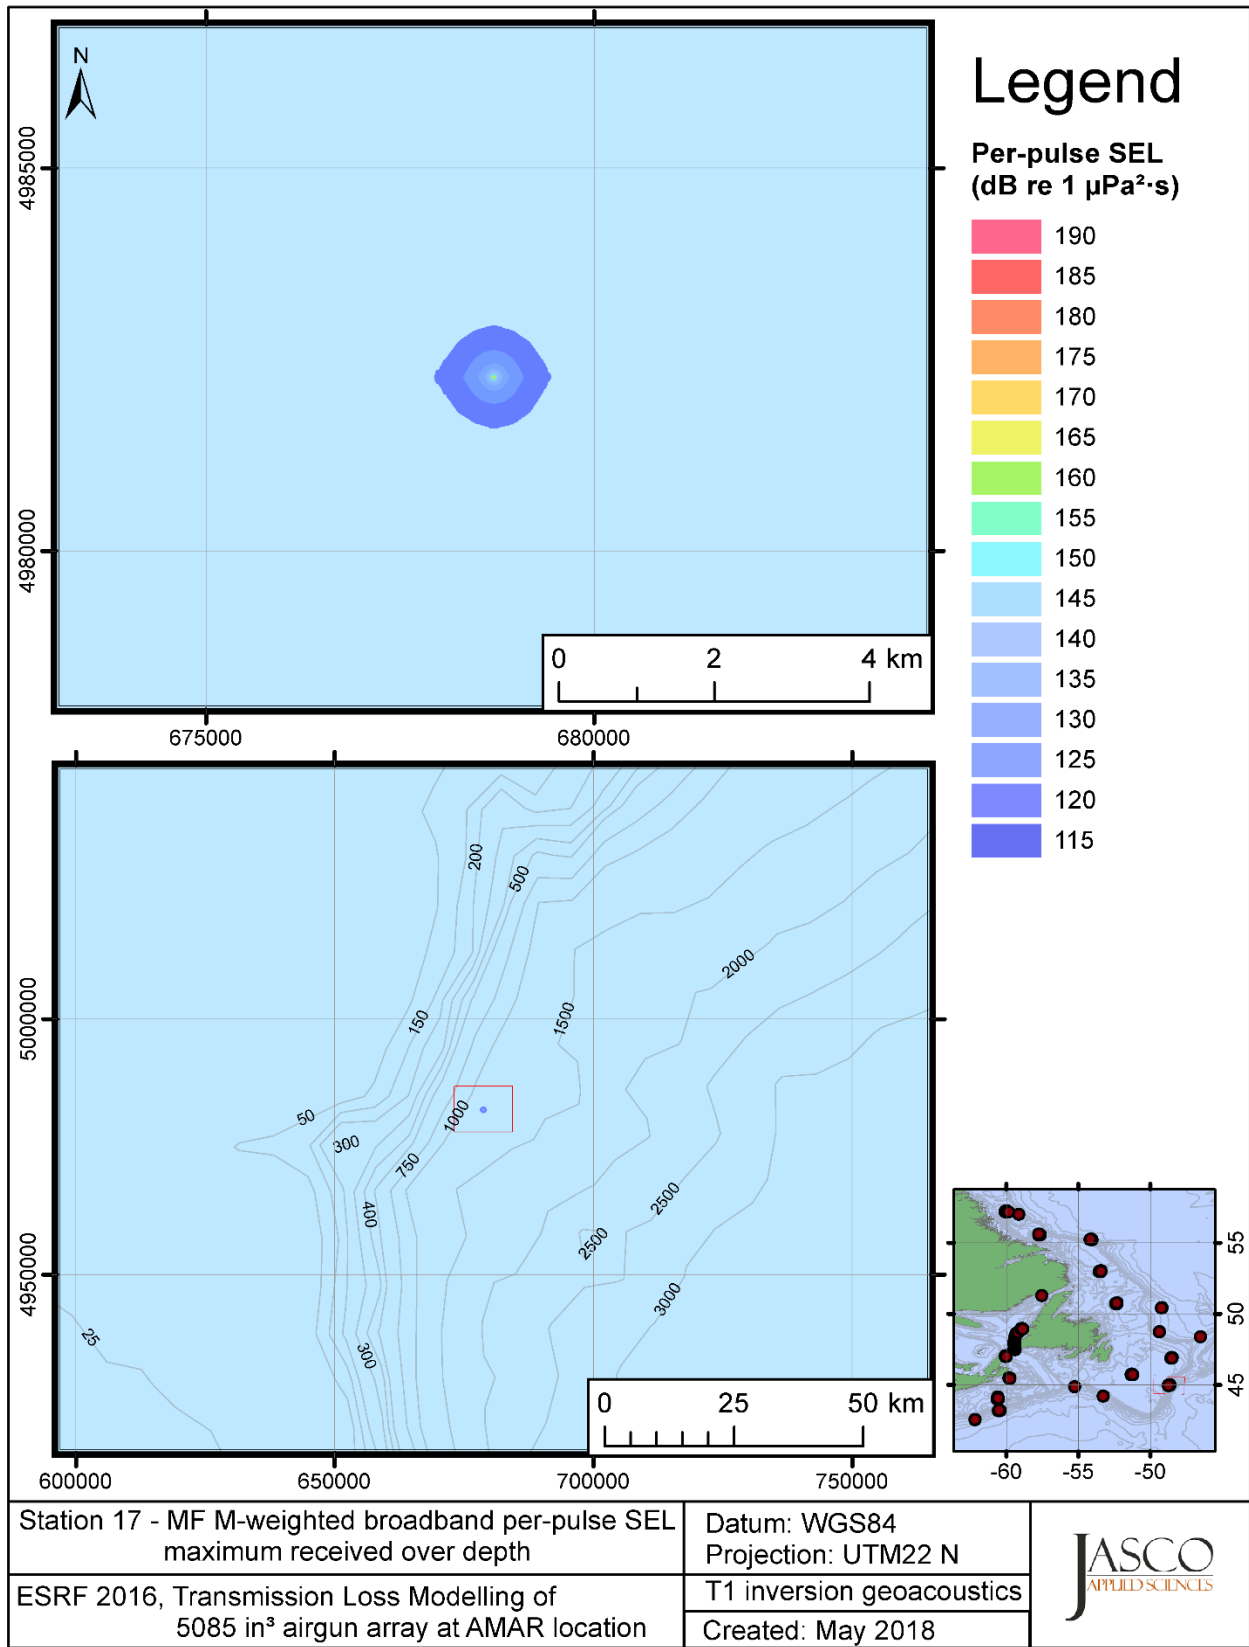 N
4985000
4980000
0 2 4 km
675000 680000
Legend
Per-pulse SEL
(dB re 1 µPa²·s)
190
185
180
175
170
165
160
155
150
145
140
135
130
125
120
115
200
500
2000
1500
150
1000
50
300
750
400
2500
2500
3000
25
300
5000000
4950000
0 25 50 km
600000 650000 700000 750000
55
50
45
-60 -55 -50
Station 17 - MF M-weighted broadband per-pulse SEL
maximum received over depth
ESRF 2016, Transmission Loss Modelling of
5085 in³ airgun array at AMAR location
Datum: WGS84
Projection: UTM22 N
T1 inversion geoacoustics
Created: May 2018
JASCO
APPLIED SCIENCES